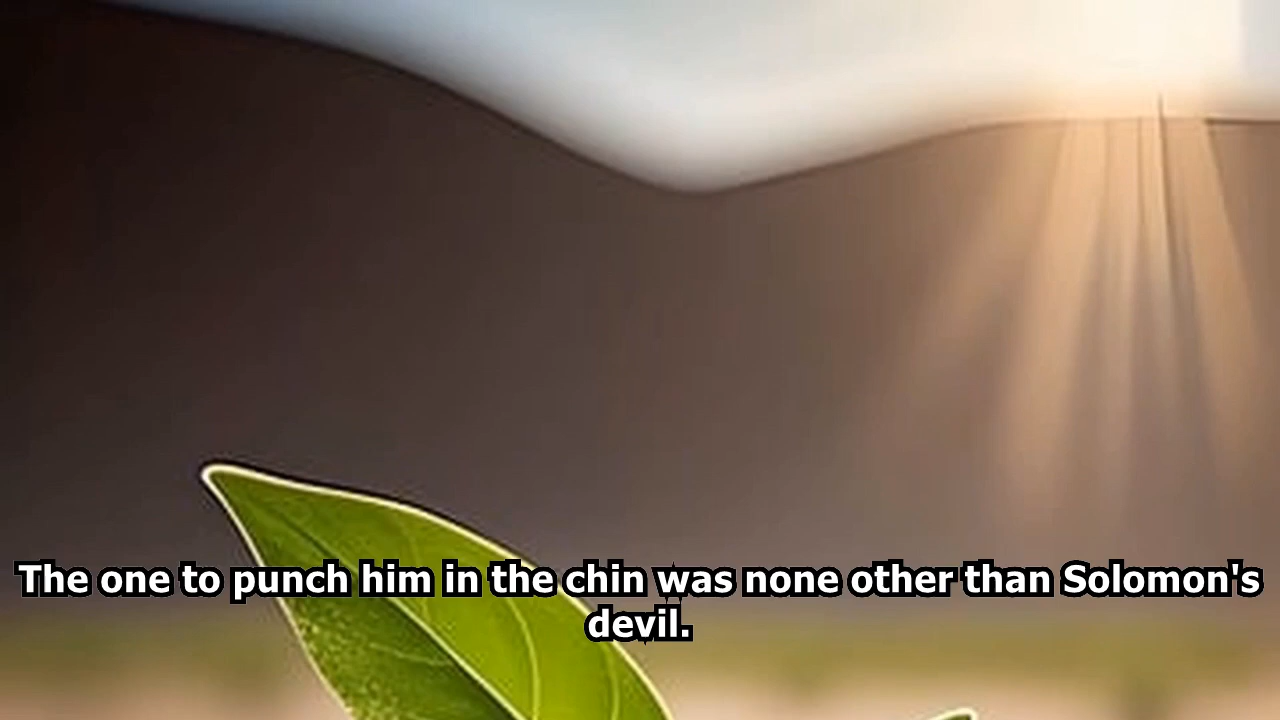 The one to punch him in the chin was none other than Solomon's
devil.